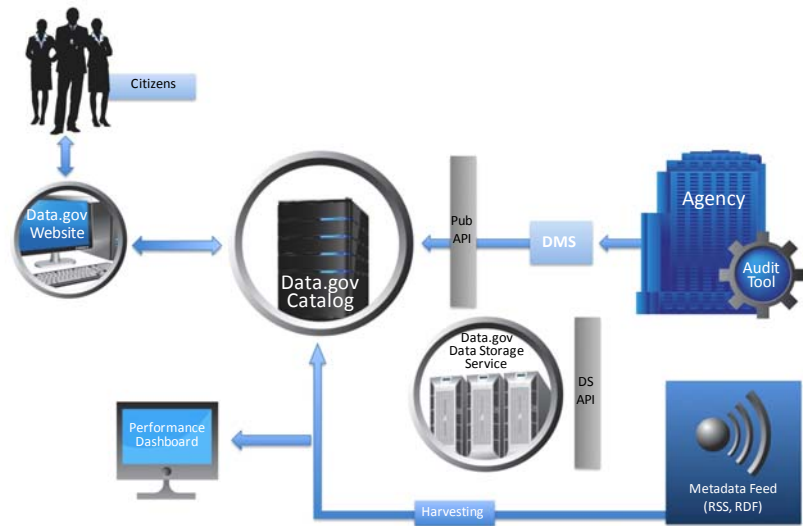 Citizens
Data.gov
Website
Data.gov
Catalog
Pub
API
DMS
Agency
Audit
Tool
Data.gov
Data Storage
Service
DS
API
Performance
Dashboard
Harvesting
Metadata Feed
(RSS, RDF)